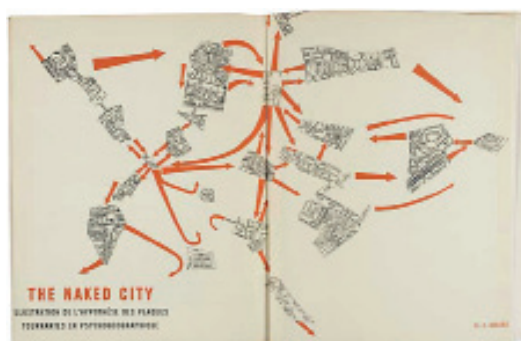 THE NAKED CITY
ILLUSTRATION DE L'HYPOTHÈSE DES PLAQUES
TOURNANTES EN PSYCHOGEOGRAPHIQUE